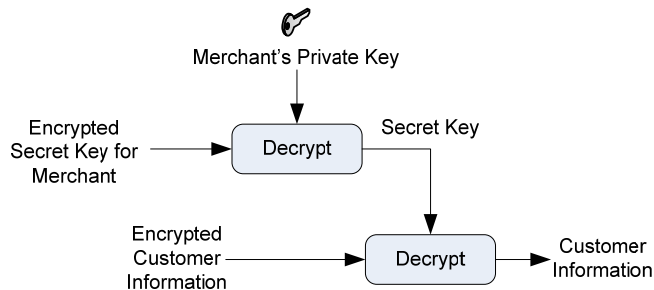 Merchant's Private Key
Encrypted
Secret Key for
Merchant
Decrypt
Secret Key
Encrypted
Customer
Information
Decrypt
Customer
Information